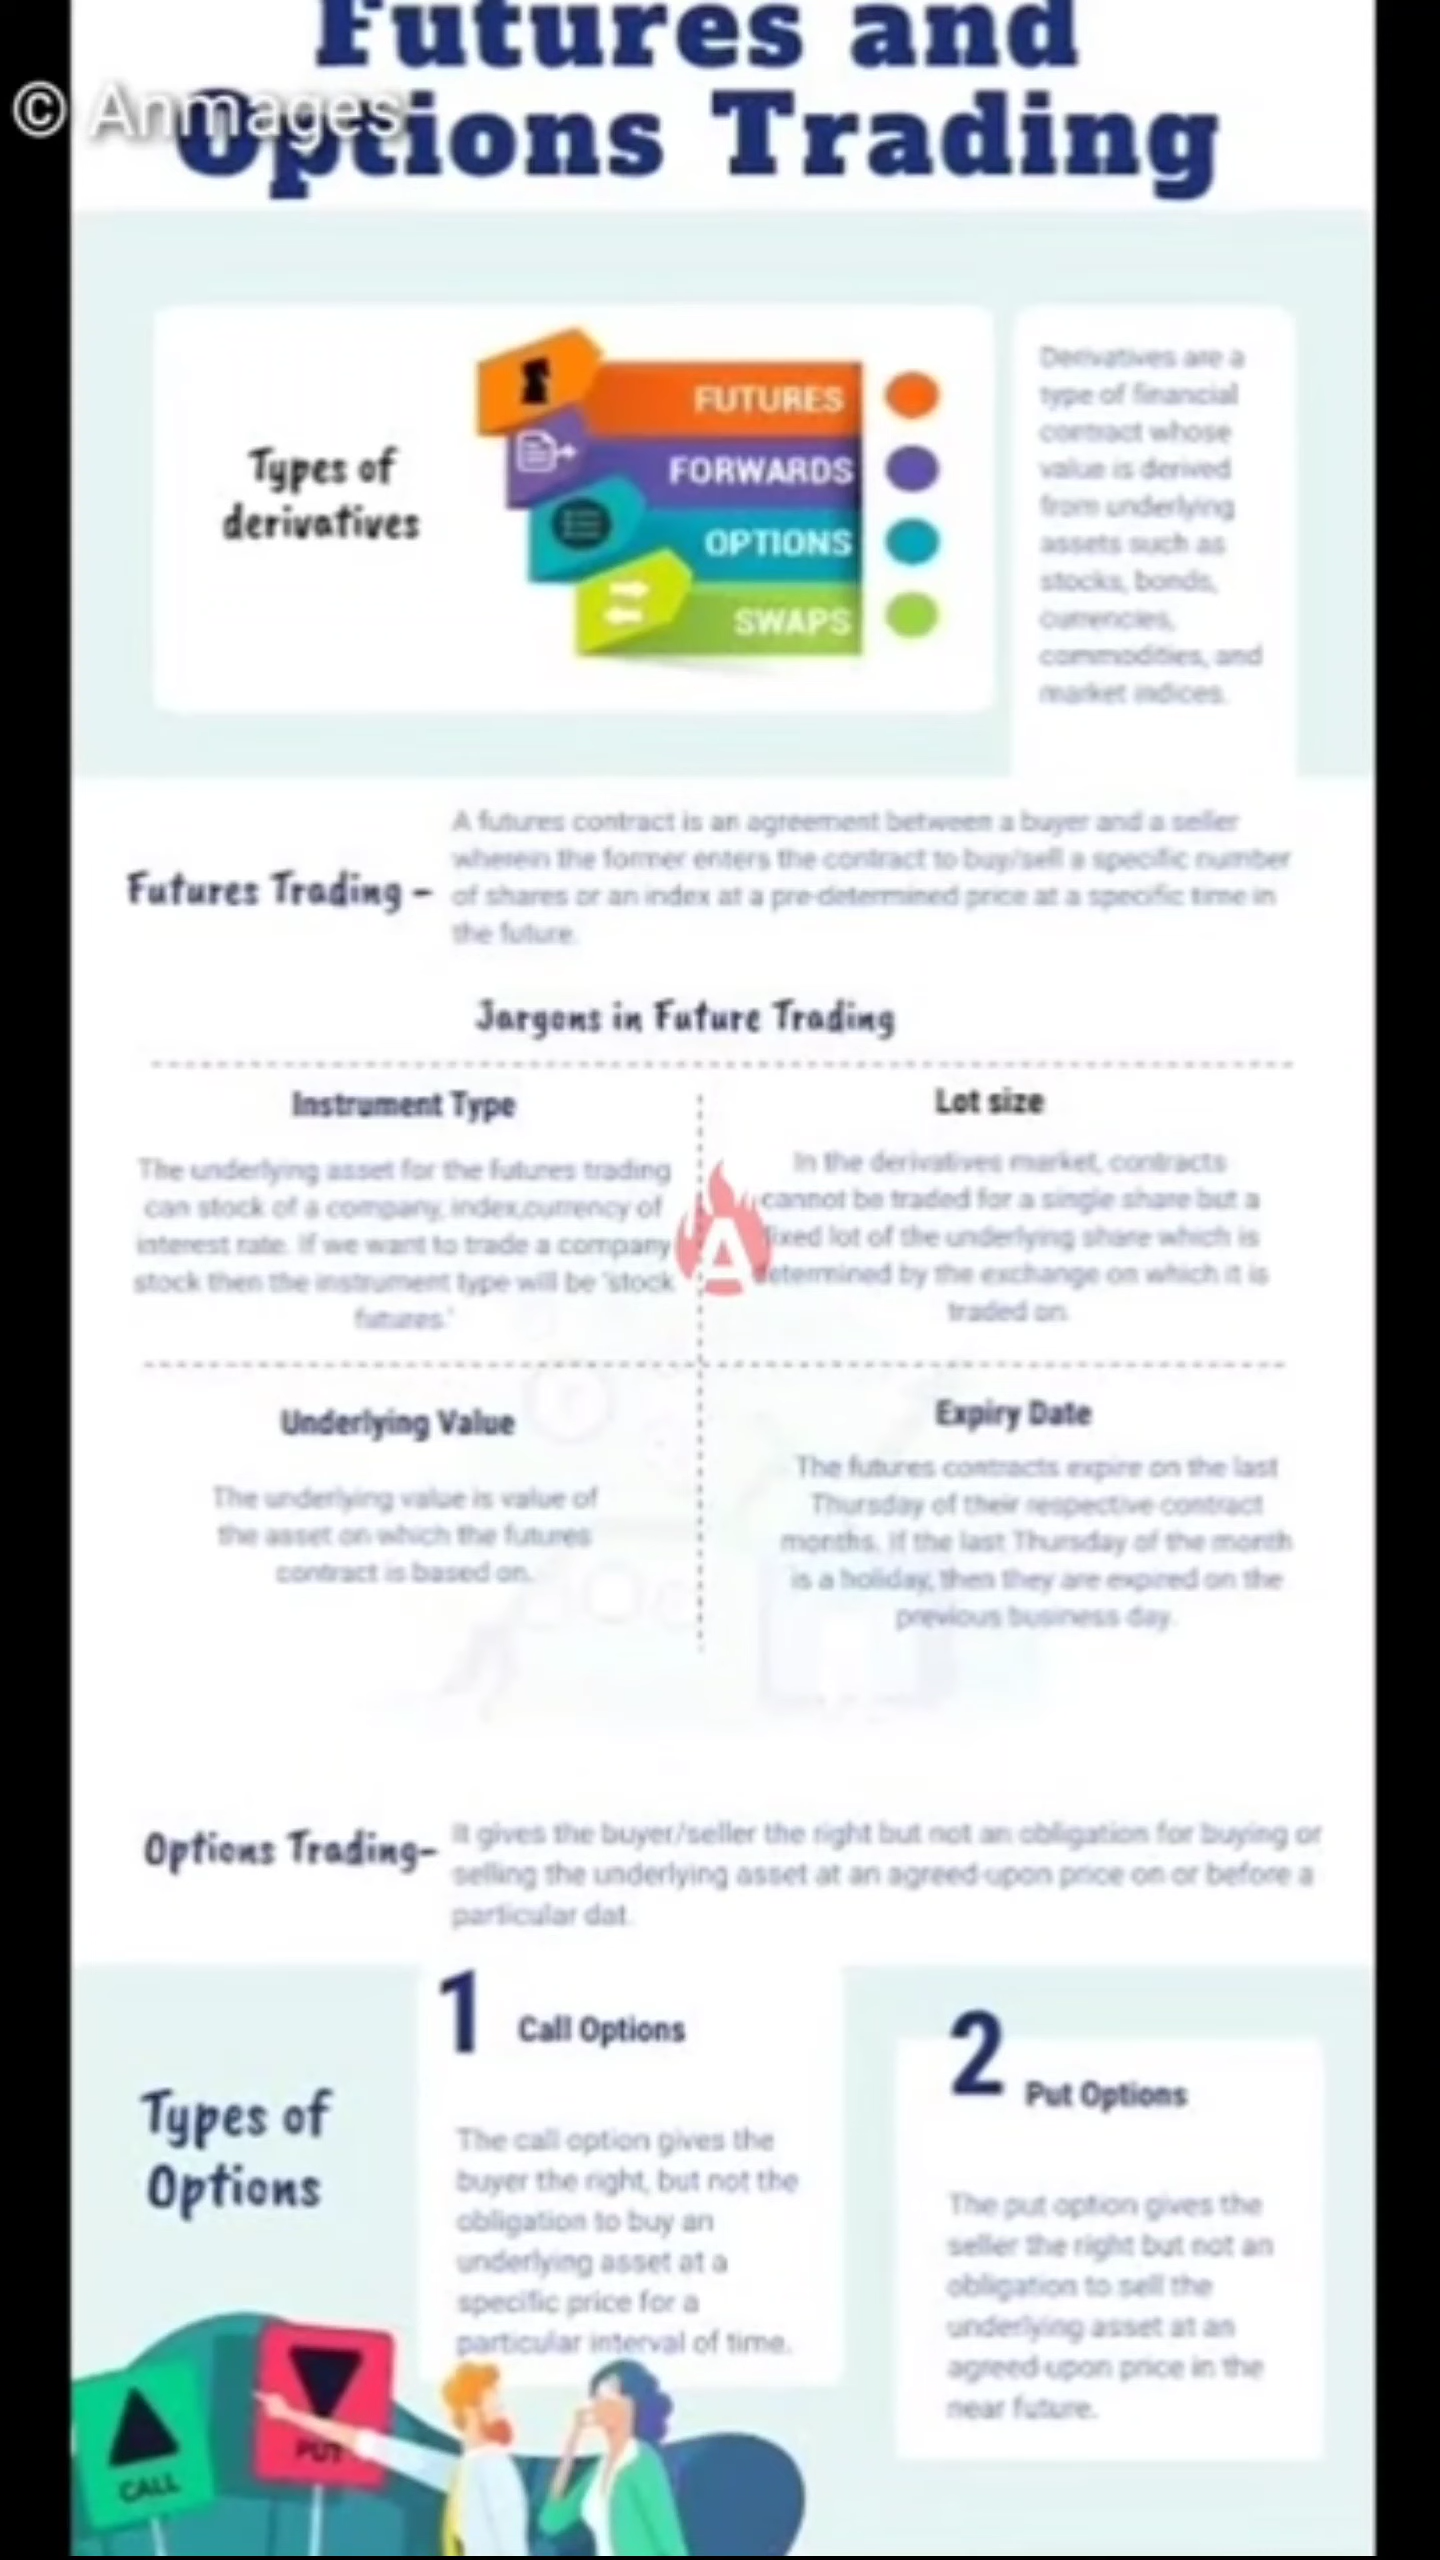 Futures and
Options Trading
© Anmages
Types of
derivatives
FUTURES
FORWARDS
OPTIONS
SWAPS
Derivatives are a
type of financial
contract whose
value is derived
from underlying
assets such as
stocks, bonds,
currencies,
commodities, and
market indices.
Futures Trading –
A futures contract is an agreement between a buyer and a seller
wherein the former enters the contract to buy/sell a specific number
of shares or an index at a pre-determined price at a specific time in
the future.
Jargons in Future Trading
Instrument Type
The underlying asset for the futures trading
can stock of a company, index,currency of
interest rate. If we want to trade a company
stock then the instrument type will be 'stock
futures.'
Lot size
In the derivatives market, contracts
cannot be traded for a single share but a
fixed lot of the underlying share which is
determined by the exchange on which it is
traded on.
A
Underlying Value
The underlying value is value of
the asset on which the futures
contract is based on.
Expiry Date
The futures contracts expire on the last
Thursday of their respective contract
months. If the last Thursday of the month
is a holiday, then they are expired on the
previous business day.
Options Trading-
It gives the buyer/seller the right but not an obligation for buying or
selling the underlying asset at an agreed-upon price on or before a
particular dat.
Types of
Options
1
Call Options
The call option gives the
buyer the right, but not the
obligation to buy an
underlying asset at a
specific price for a
particular interval of time.
2
Put Options
The put option gives the
seller the right but not an
obligation to sell the
underlying asset at an
agreed-upon price in the
near future.
CALL
PUT